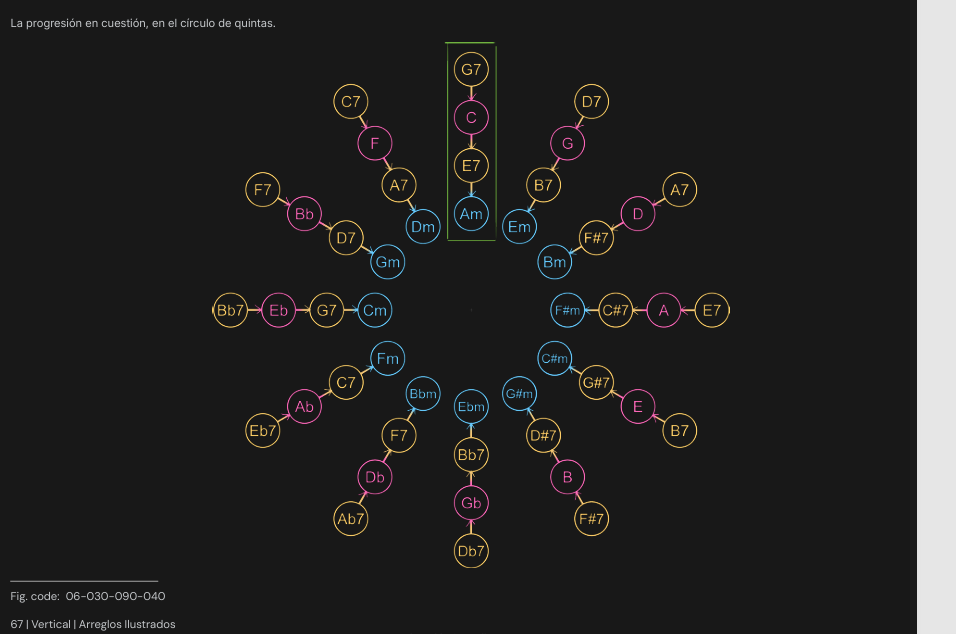 La progresión en cuestión, en el círculo de quintas.
G7
C
E7
Am
D7
G
B7
Em
A7
D
F#7
Bm
E7
A
C#7
F#m
B7
E
G#7
C#m
F#7
B
D#7
G#m
Db7
Gb
Bb7
Ebm
Ab7
Db
F7
Bbm
Eb7
Ab
C7
Fm
Bb7
Eb
G7
Cm
F7
Bb
D7
Gm
C7
F
A7
Dm
Fig. code: 06-030-090-040
67 | Vertical | Arreglos Ilustrados